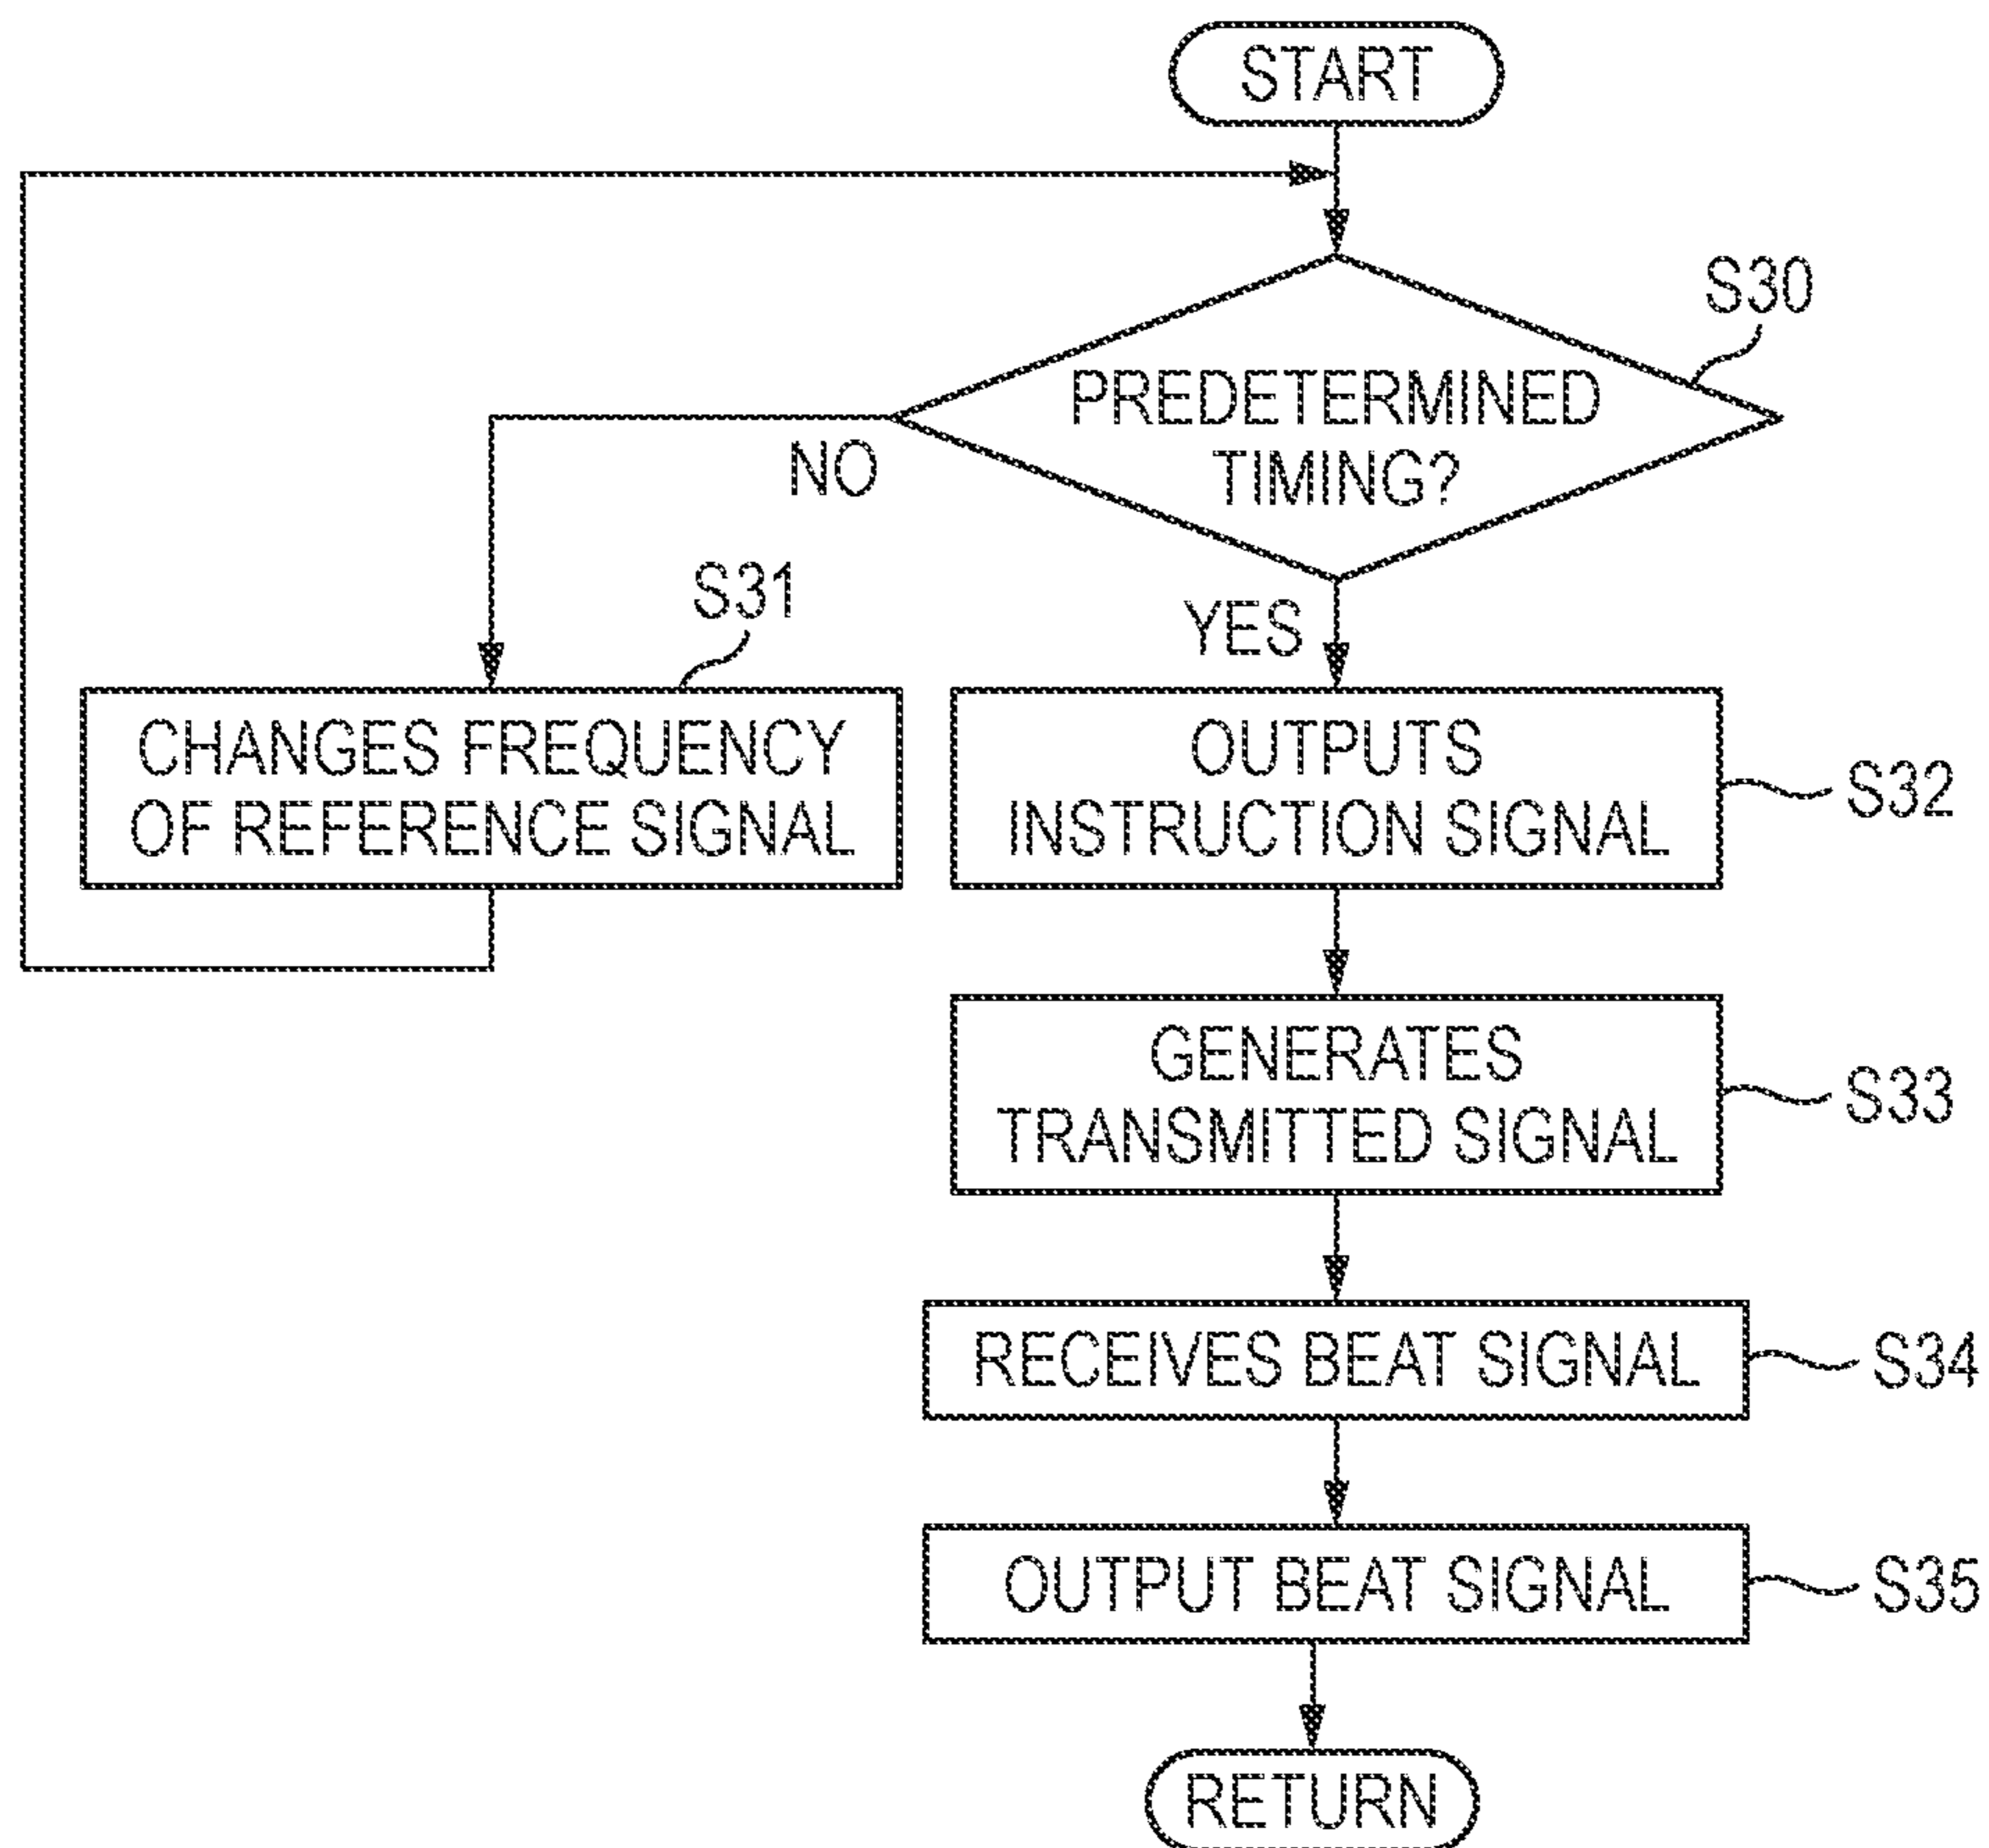 START
S30
PREDETERMINED
TIMING?
NO
YES
S31
CHANGES FREQUENCY
OF REFERENCE SIGNAL
OUTPUTS
INSTRUCTION SIGNAL
S32
GENERATES
TRANSMITTED SIGNAL
S33
RECEIVES BEAT SIGNAL
S34
OUTPUT BEAT SIGNAL
S35
RETURN